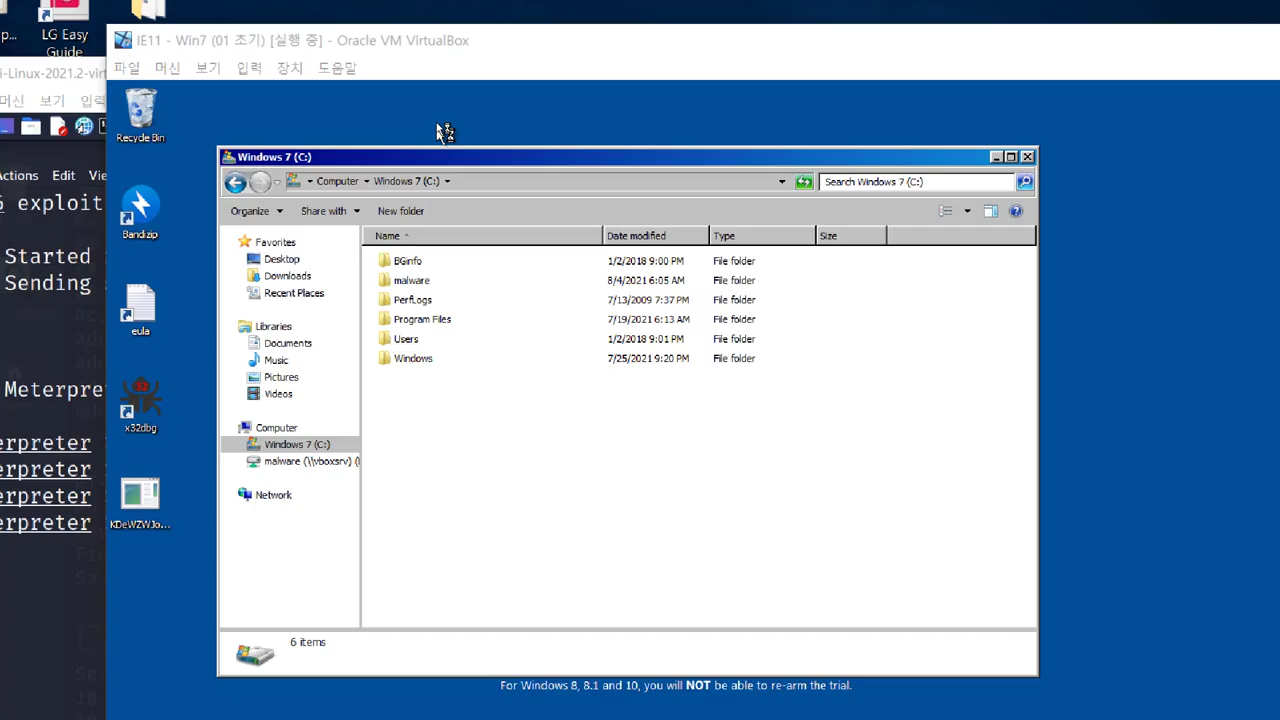 p...
LG Easy
Guide
i-Linux-2021.2-virt
머신 보기 입력
Actions Edit Vie
exploit
Started
Sending
Meterpre
erpreter
erpreter
erpreter
erpreter
IE11 - Win7 (01 초기) [실행 중] - Oracle VM VirtualBox
파일 머신 보기 입력 장치 도움말
Recycle Bin
Bandizip
eula
x32dbg
KDeWZWJo...
Windows 7 (C:)
Computer Windows 7 (C:)
Search Windows 7 (C:)
Organize Share with New folder
Favorites
Desktop
Downloads
Recent Places
Libraries
Documents
Music
Pictures
Videos
Computer
Windows 7 (C:)
malware (\\vboxsrv) (
Network
Name Date modified Type Size
BGinfo 1/2/2018 9:00 PM File folder
malware 8/4/2021 6:05 AM File folder
PerfLogs 7/13/2009 7:37 PM File folder
Program Files 7/19/2021 6:13 AM File folder
Users 1/2/2018 9:01 PM File folder
Windows 7/25/2021 9:20 PM File folder
6 items
For Windows 8, 8.1 and 10, you will NOT be able to re-arm the trial.